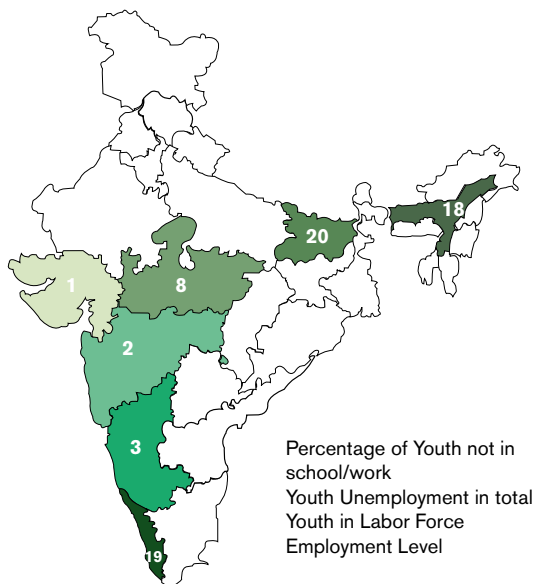 18
20
1
8
2
3
19
Percentage of Youth not in
school/work
Youth Unemployment in total
Youth in Labor Force
Employment Level